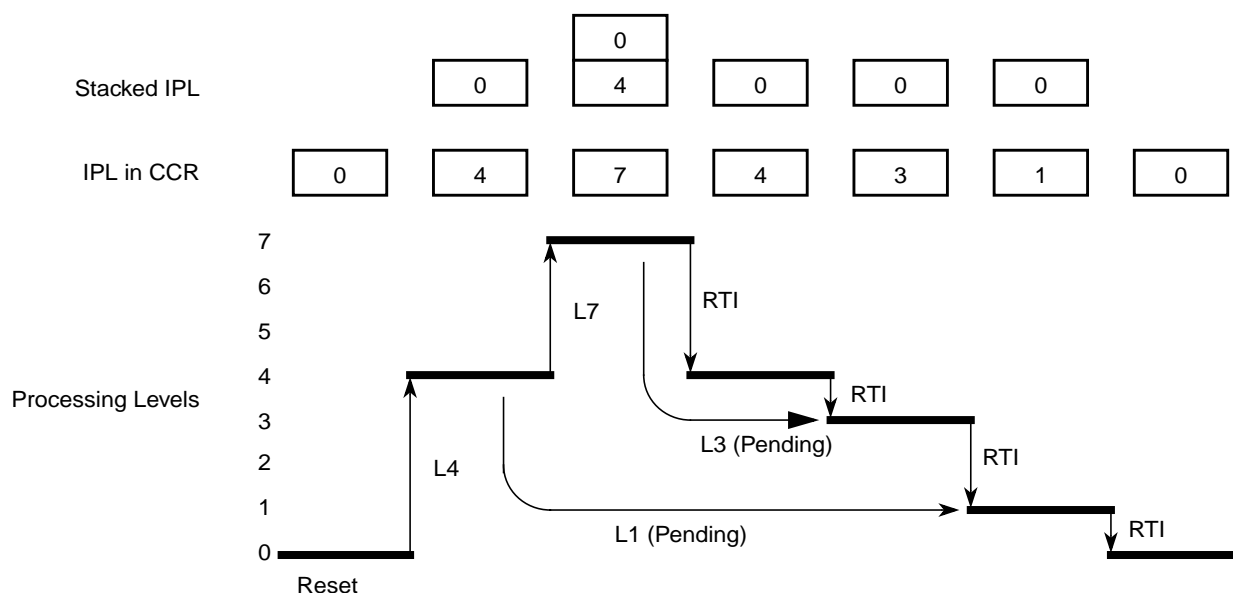 0
Stacked IPL 0 4 0 0 0
IPL in CCR 0 4 7 4 3 1 0
7
6
L7 RTI
5
4
Processing Levels RTI
3
L3 (Pending)
2 L4 RTI
1
L1 (Pending) RTI
0
Reset